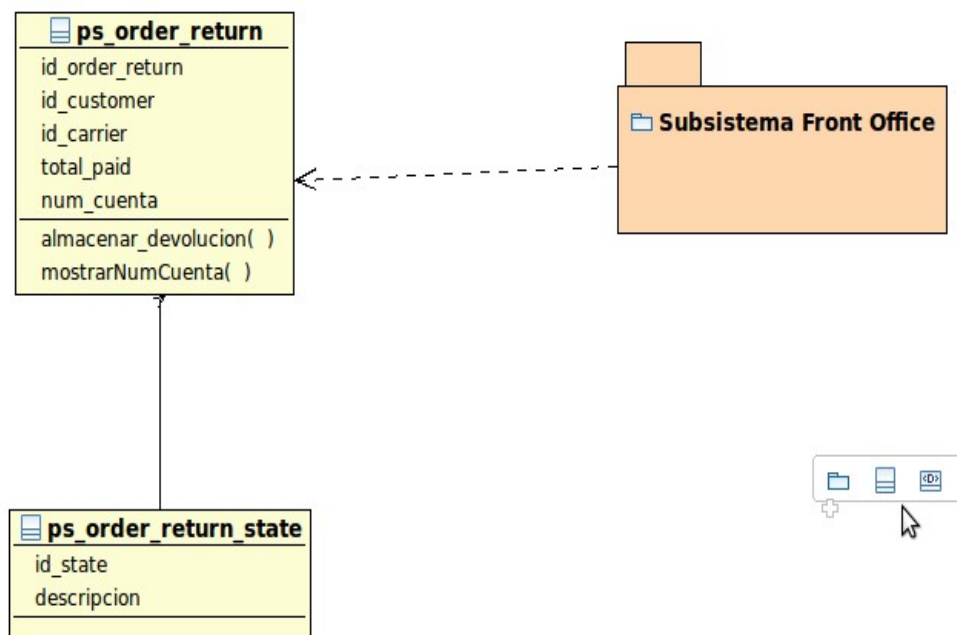 ps_order_return
id_order_return
id_customer
id_carrier
total_paid
num_cuenta
almacenar_devolucion(  )
mostrarNumCuenta(  )
Subsistema Front Office
ps_order_return_state
id_state
descripcion
<D>